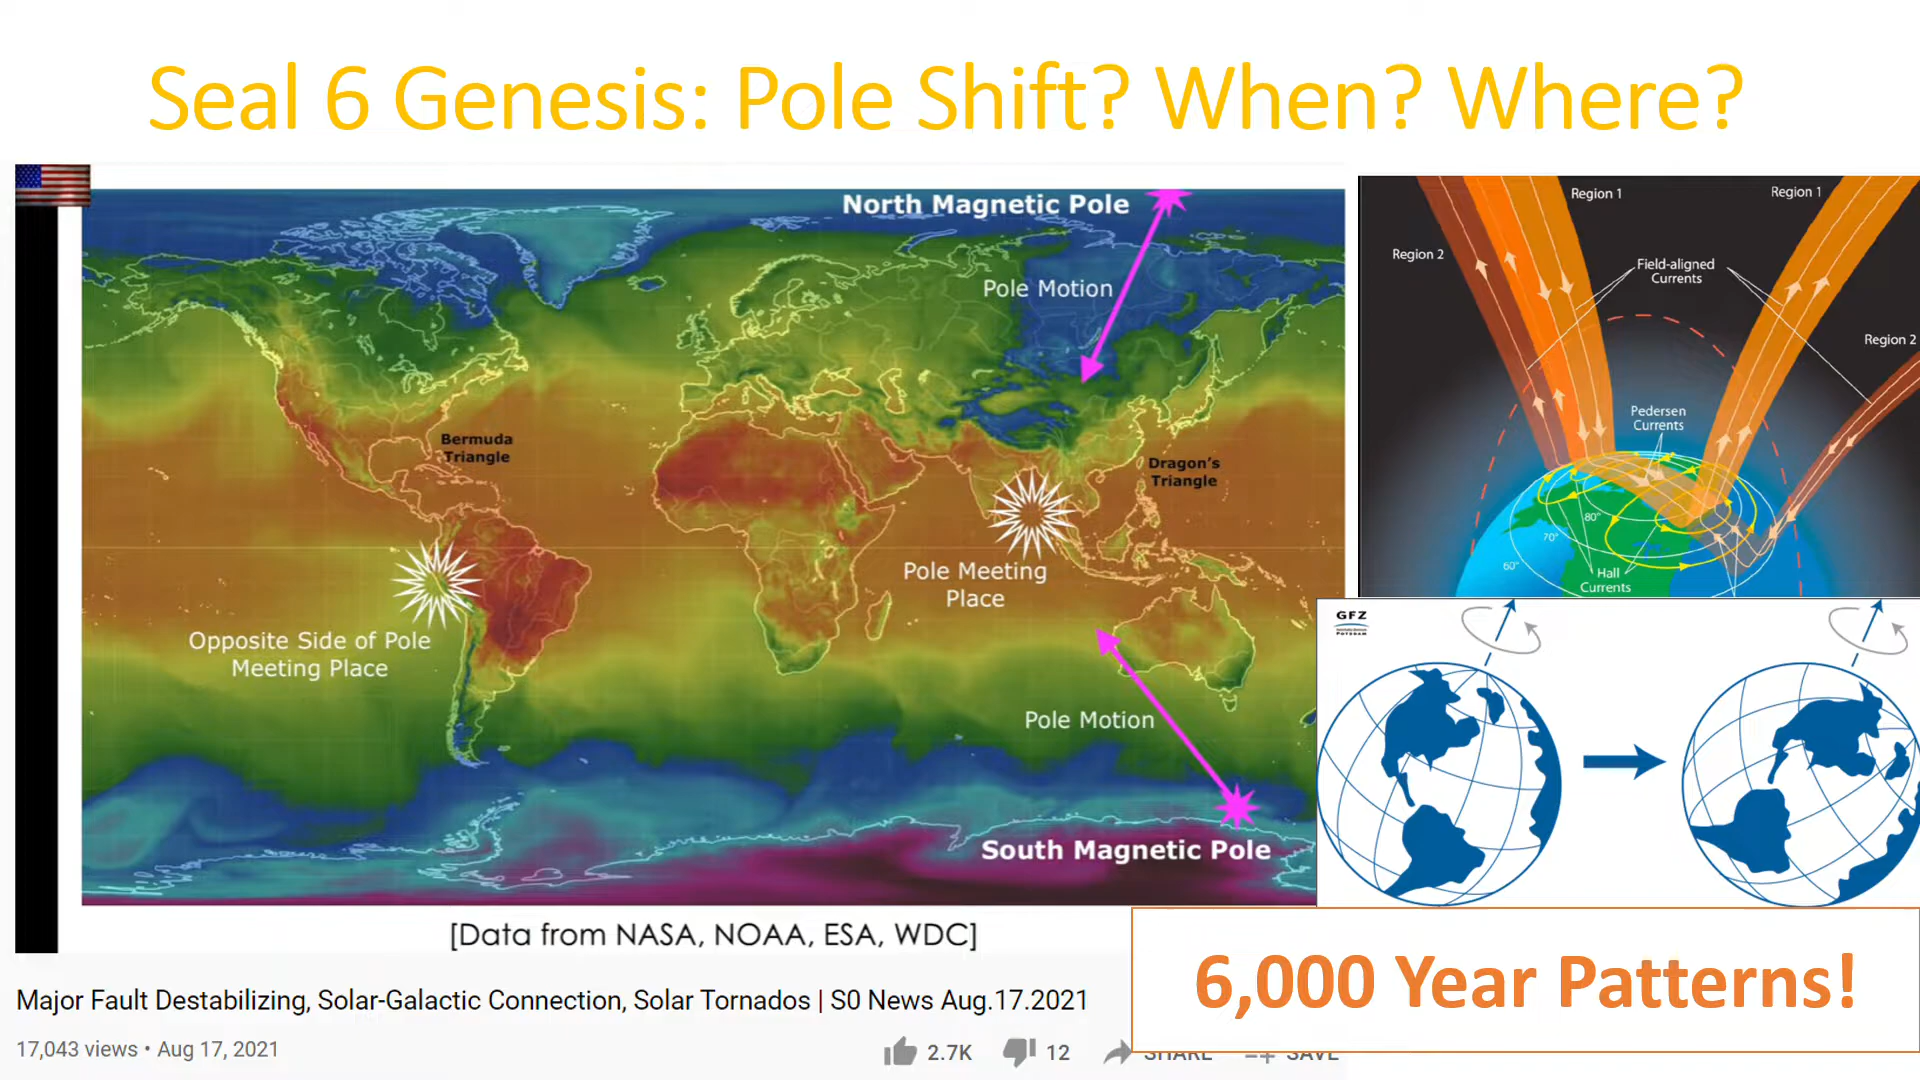 Seal 6 Genesis: Pole Shift? When? Where?
North Magnetic Pole
Pole Motion
Bermuda
Triangle
Dragon's
Triangle
Pole Meeting
Place
Opposite Side of Pole
Meeting Place
Pole Motion
South Magnetic Pole
[Data from NASA, NOAA, ESA, WDC]
Region 1
Region 1
Region 2
Field-aligned
Currents
Region 2
Pedersen
Currents
80°
70°
60°
Hall
Currents
GFZ
POTSDAM
6,000 Year Patterns!
Major Fault Destabilizing, Solar-Galactic Connection, Solar Tornados | S0 News Aug.17.2021
17,043 views • Aug 17, 2021
2.7K
12
SHARE
SAVE